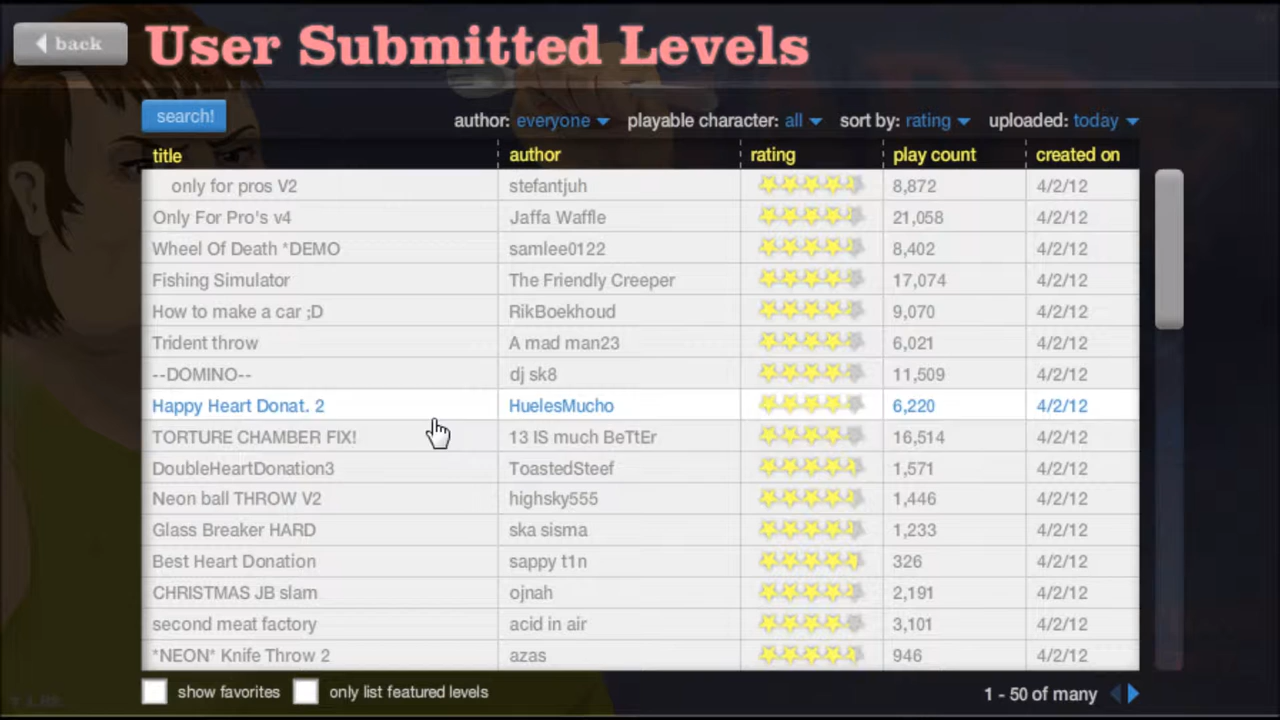 back
User Submitted Levels
search!
author: everyone playable character: all sort by: rating uploaded: today
title author rating play count created on
only for pros V2 stefantjuh 8,872 4/2/12
Only For Pro's v4 Jaffa Waffle 21,058 4/2/12
Wheel Of Death *DEMO samlee0122 8,402 4/2/12
Fishing Simulator The Friendly Creeper 17,074 4/2/12
How to make a car ;D RikBoekhoud 9,070 4/2/12
Trident throw A mad man23 6,021 4/2/12
--DOMINO-- dj sk8 11,509 4/2/12
Happy Heart Donat. 2 HuelesMucho 6,220 4/2/12
TORTURE CHAMBER FIX! 13 IS much BeTtEr 16,514 4/2/12
DoubleHeartDonation3 ToastedSteef 1,571 4/2/12
Neon ball THROW V2 highsky555 1,446 4/2/12
Glass Breaker HARD ska sisma 1,233 4/2/12
Best Heart Donation sappy t1n 326 4/2/12
CHRISTMAS JB slam ojnah 2,191 4/2/12
second meat factory acid in air 3,101 4/2/12
*NEON* Knife Throw 2 azas 946 4/2/12
show favorites only list featured levels 1 - 50 of many